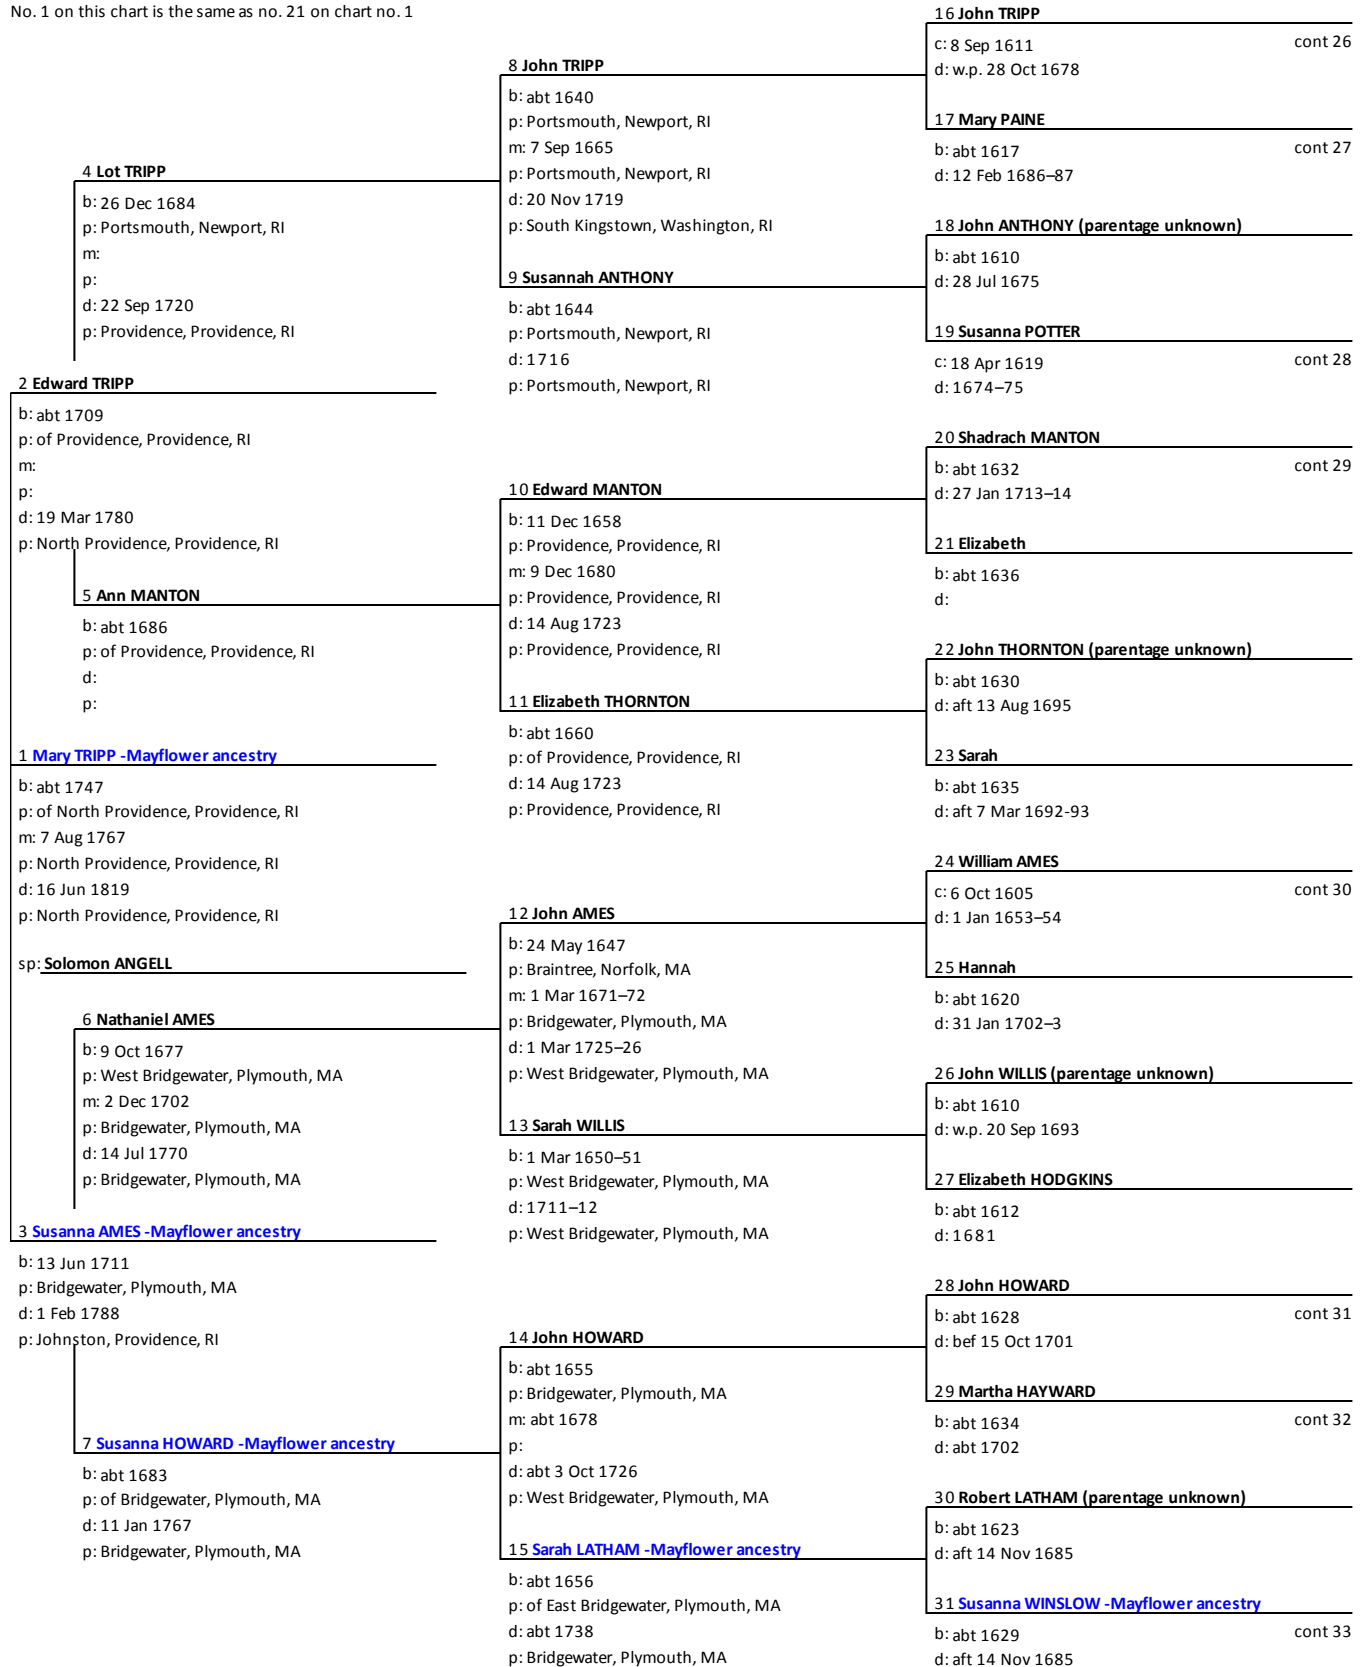 No. 1 on this chart is the same as no. 21 on chart no. 1
16 John TRIPP
c: 8 Sep 1611
cont 26
d: w.p. 28 Oct 1678
8 John TRIPP
b: abt 1640
p: Portsmouth, Newport, RI
m: 7 Sep 1665
p: Portsmouth, Newport, RI
d: 20 Nov 1719
p: South Kingstown, Washington, RI
17 Mary PAINE
b: abt 1617
cont 27
d: 12 Feb 1686–87
4 Lot TRIPP
b: 26 Dec 1684
p: Portsmouth, Newport, RI
m:
p:
d: 22 Sep 1720
p: Providence, Providence, RI
18 John ANTHONY (parentage unknown)
b: abt 1610
d: 28 Jul 1675
9 Susannah ANTHONY
b: abt 1644
p: Portsmouth, Newport, RI
d: 1716
p: Portsmouth, Newport, RI
19 Susanna POTTER
c: 18 Apr 1619
cont 28
d: 1674–75
2 Edward TRIPP
b: abt 1709
p: of Providence, Providence, RI
m:
p:
d: 19 Mar 1780
p: North Providence, Providence, RI
20 Shadrach MANTON
b: abt 1632
cont 29
d: 27 Jan 1713–14
10 Edward MANTON
b: 11 Dec 1658
p: Providence, Providence, RI
m: 9 Dec 1680
p: Providence, Providence, RI
d: 14 Aug 1723
p: Providence, Providence, RI
21 Elizabeth
b: abt 1636
d:
5 Ann MANTON
b: abt 1686
p: of Providence, Providence, RI
d:
p:
22 John THORNTON (parentage unknown)
b: abt 1630
d: aft 13 Aug 1695
11 Elizabeth THORNTON
b: abt 1660
p: of Providence, Providence, RI
d: 14 Aug 1723
p: Providence, Providence, RI
23 Sarah
b: abt 1635
d: aft 7 Mar 1692-93
1 Mary TRIPP -Mayflower ancestry
b: abt 1747
p: of North Providence, Providence, RI
m: 7 Aug 1767
p: North Providence, Providence, RI
d: 16 Jun 1819
p: North Providence, Providence, RI
sp: Solomon ANGELL
24 William AMES
c: 6 Oct 1605
cont 30
d: 1 Jan 1653–54
12 John AMES
b: 24 May 1647
p: Braintree, Norfolk, MA
m: 1 Mar 1671–72
p: Bridgewater, Plymouth, MA
d: 1 Mar 1725–26
p: West Bridgewater, Plymouth, MA
25 Hannah
b: abt 1620
d: 31 Jan 1702–3
6 Nathaniel AMES
b: 9 Oct 1677
p: West Bridgewater, Plymouth, MA
m: 2 Dec 1702
p: Bridgewater, Plymouth, MA
d: 14 Jul 1770
p: Bridgewater, Plymouth, MA
26 John WILLIS (parentage unknown)
b: abt 1610
d: w.p. 20 Sep 1693
13 Sarah WILLIS
b: 1 Mar 1650–51
p: West Bridgewater, Plymouth, MA
d: 1711–12
p: West Bridgewater, Plymouth, MA
27 Elizabeth HODGKINS
b: abt 1612
d: 1681
3 Susanna AMES -Mayflower ancestry
b: 13 Jun 1711
p: Bridgewater, Plymouth, MA
d: 1 Feb 1788
p: Johnston, Providence, RI
28 John HOWARD
b: abt 1628
cont 31
d: bef 15 Oct 1701
14 John HOWARD
b: abt 1655
p: Bridgewater, Plymouth, MA
m: abt 1678
p:
d: abt 3 Oct 1726
p: West Bridgewater, Plymouth, MA
29 Martha HAYWARD
b: abt 1634
cont 32
d: abt 1702
7 Susanna HOWARD -Mayflower ancestry
b: abt 1683
p: of Bridgewater, Plymouth, MA
d: 11 Jan 1767
p: Bridgewater, Plymouth, MA
30 Robert LATHAM (parentage unknown)
b: abt 1623
d: aft 14 Nov 1685
15 Sarah LATHAM -Mayflower ancestry
b: abt 1656
p: of East Bridgewater, Plymouth, MA
d: abt 1738
p: Bridgewater, Plymouth, MA
31 Susanna WINSLOW -Mayflower ancestry
b: abt 1629
cont 33
d: aft 14 Nov 1685